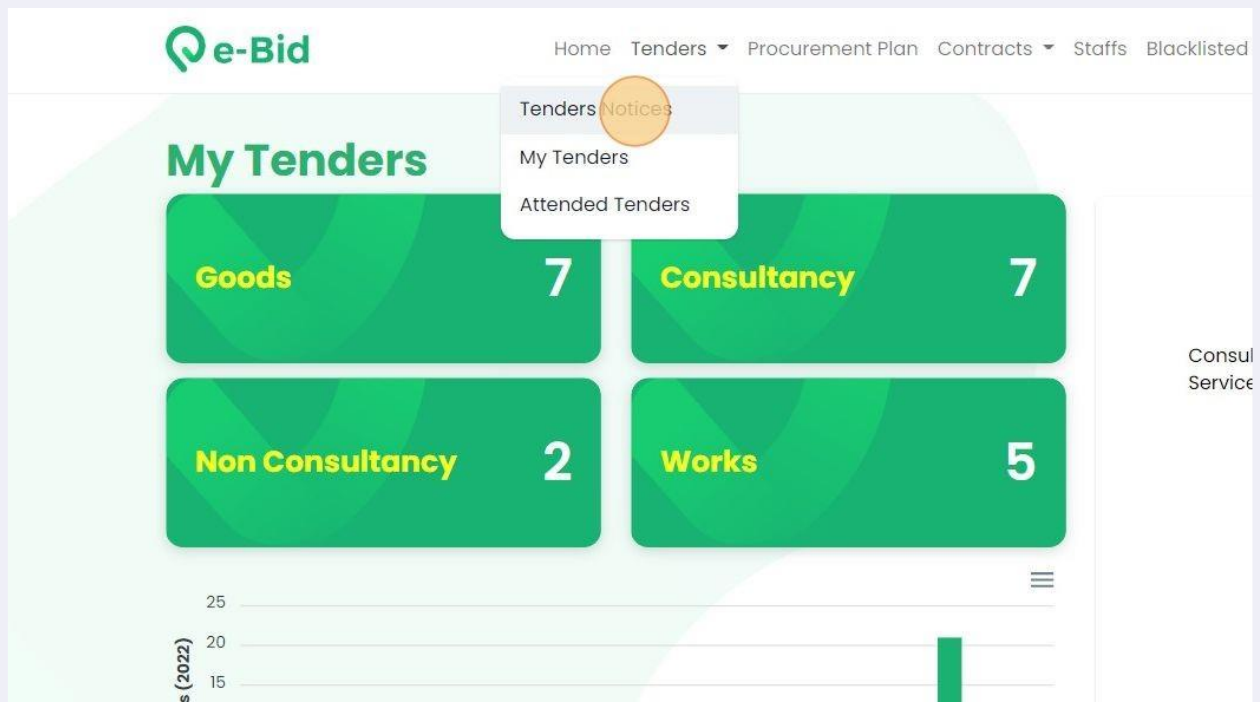 e-Bid
Home Tenders Procurement Plan Contracts Staffs Blacklisted
Tenders Notices
My Tenders
Attended Tenders
My Tenders
Goods 7
Consultancy 7
Non Consultancy 2
Works 5
Consul
Service
25
20
15
s (2022)